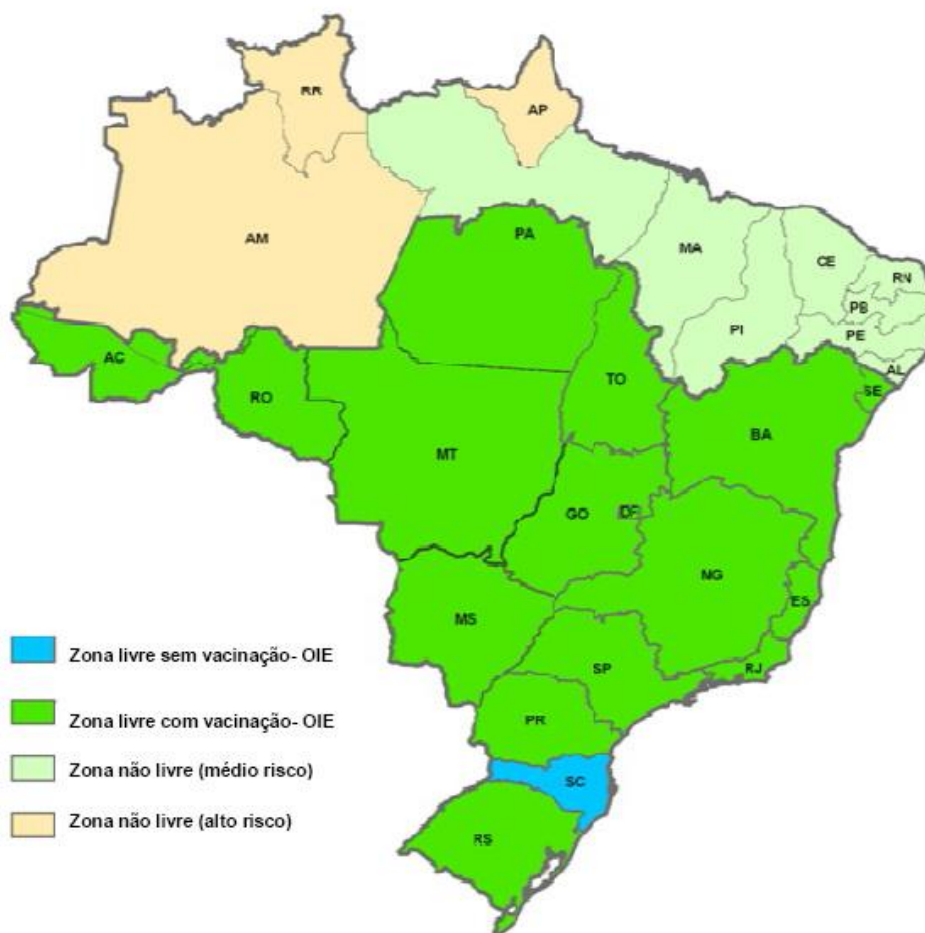 RR
AP
AM
PA
MA
CE
RN
PB
PE
PI
AL
SE
AC
RO
TO
BA
MT
GO
DF
MG
ES
MS
SP
RJ
PR
SC
RS
Zona livre sem vacinação- OIE
Zona livre com vacinação- OIE
Zona não livre (médio risco)
Zona não livre (alto risco)